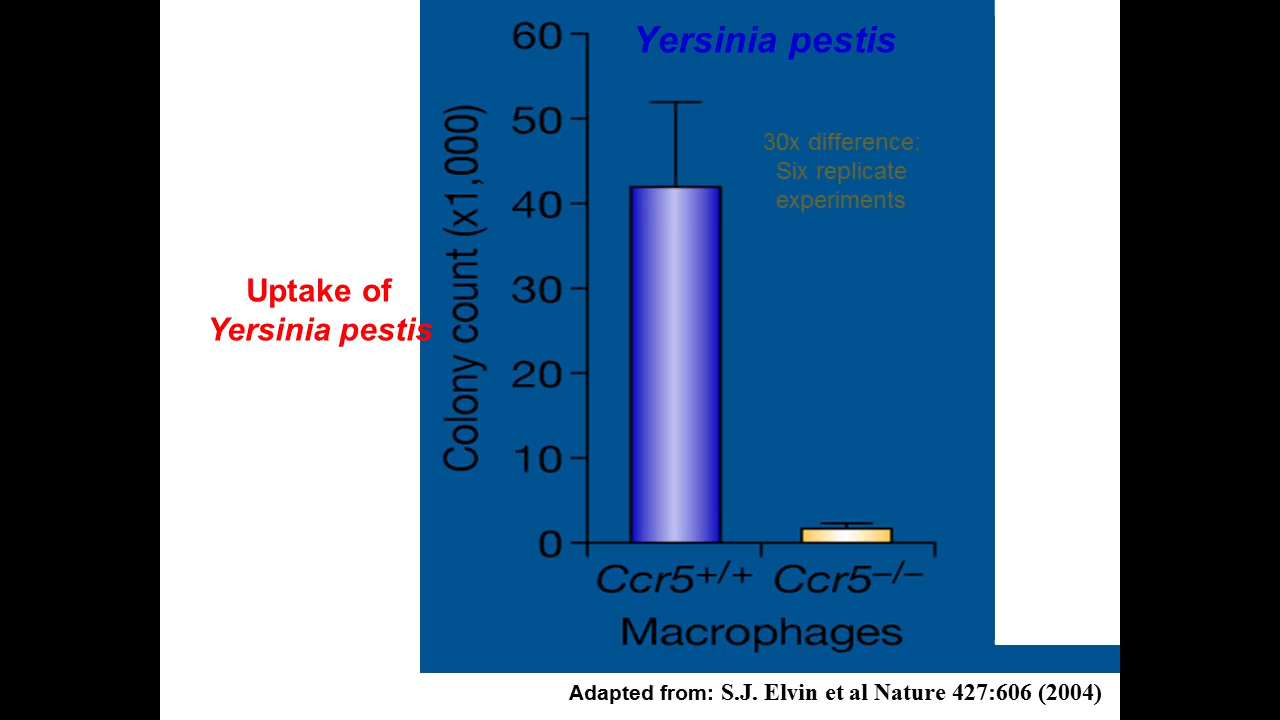 Yersinia pestis
60
50
40
30
20
10
0
Colony count (x1,000)
30x difference;
Six replicate
experiments
Uptake of
Yersinia pestis
Ccr5+/+ Ccr5–/–
Macrophages
Adapted from: S.J. Elvin et al Nature 427:606 (2004)